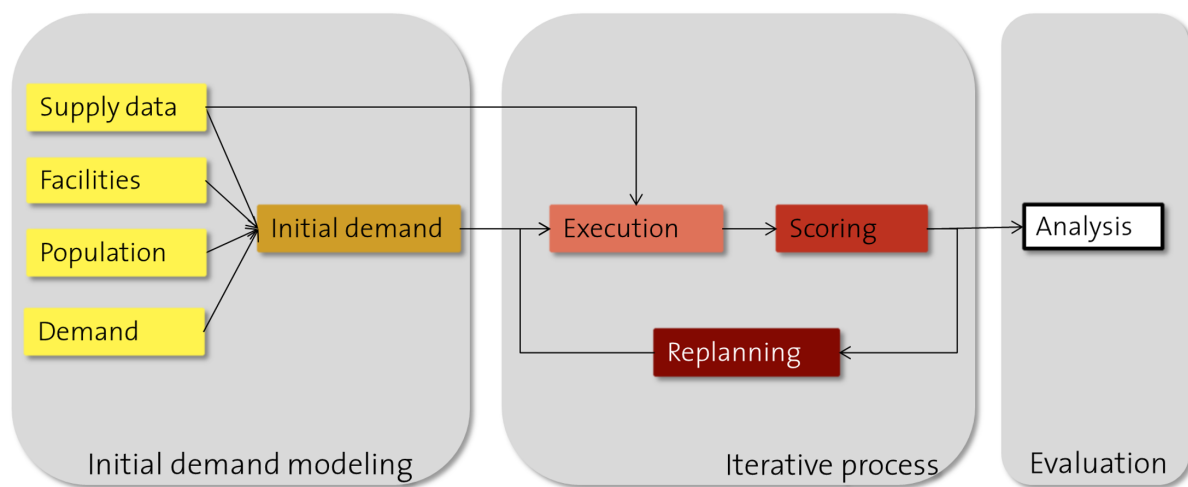 Supply data
Facilities
Population
Demand
Initial demand
Initial demand modeling
Execution
Scoring
Replanning
Iterative process
Analysis
Evaluation